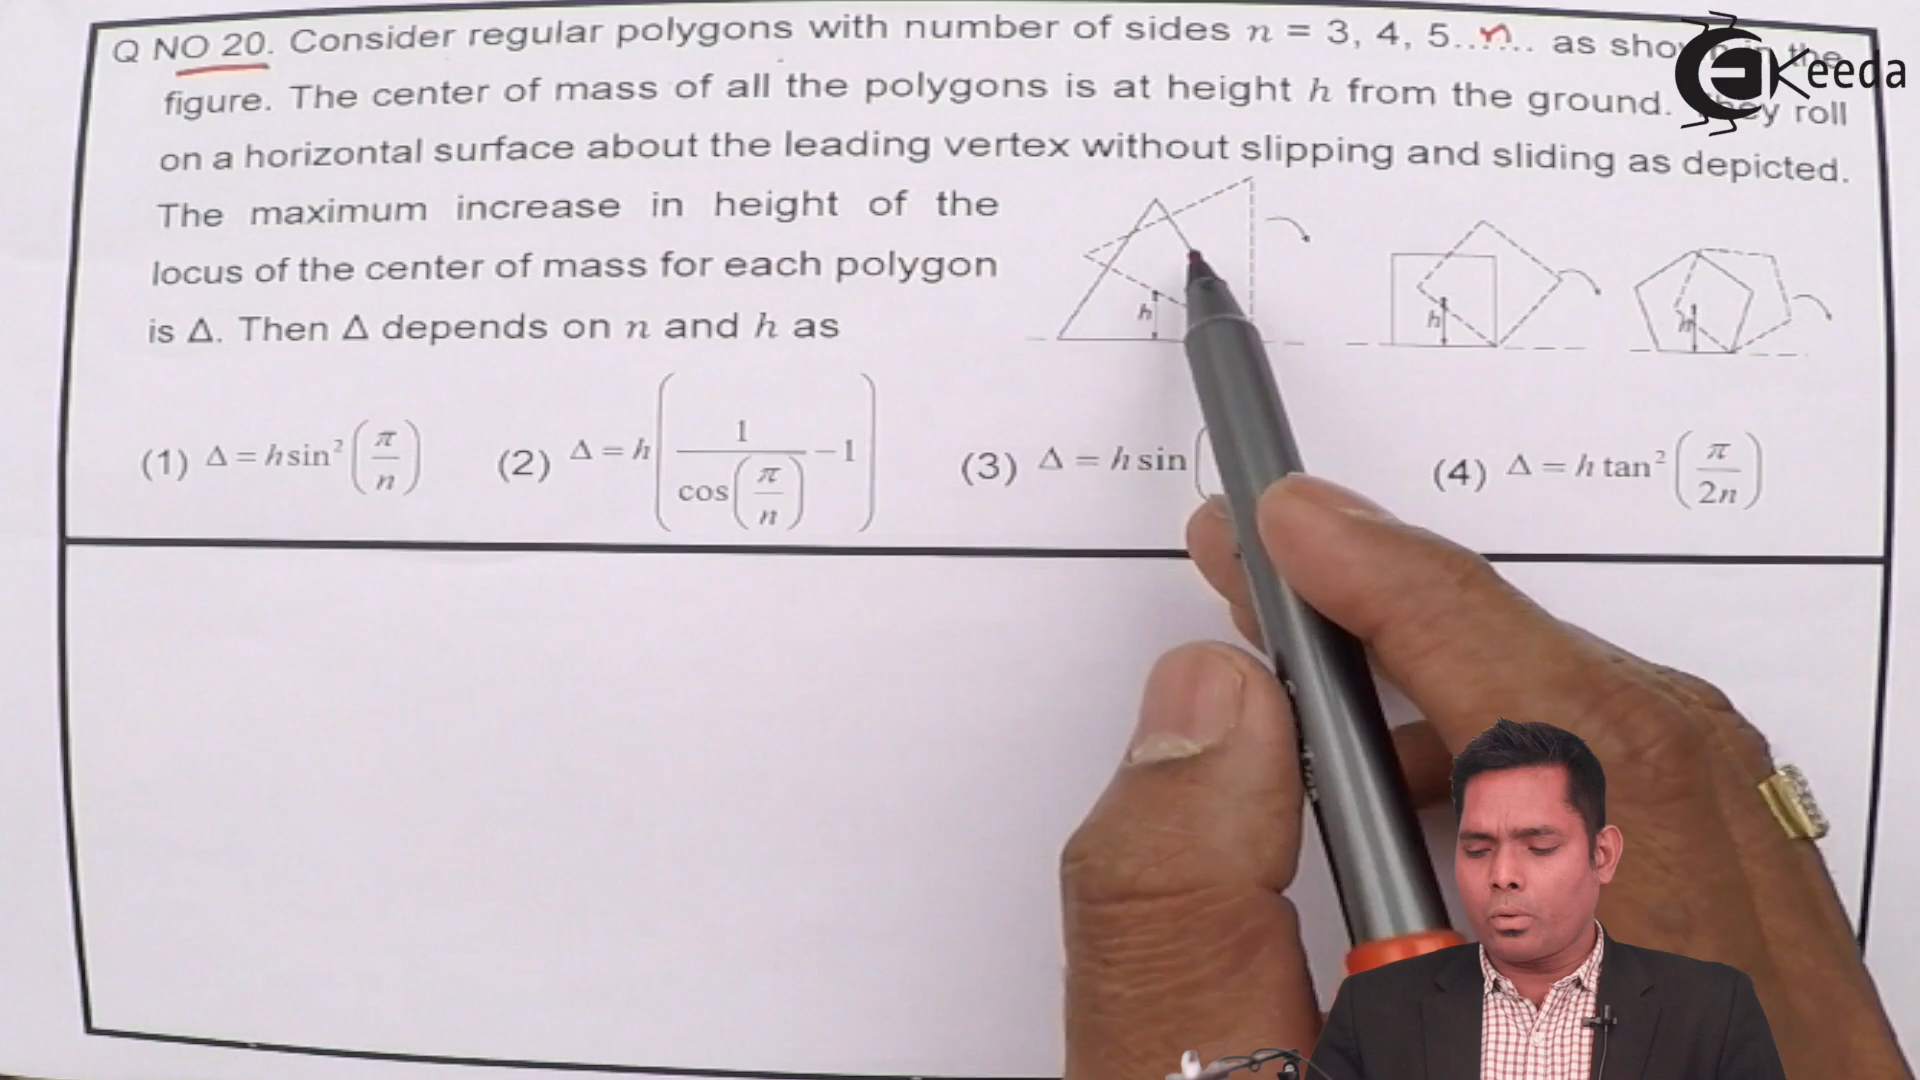 Q NO 20. Consider regular polygons with number of sides n = 3, 4, 5...n... as in the
figure. The center of mass of all the polygons is at height h from the ground. roll
on a horizontal surface about the leading vertex without slipping and sliding as depicted.
The maximum increase in height of the
locus of the center of mass for each polygon
is Δ. Then Δ depends on n and h as
h h h
(1) Δ = h sin² (π/n) (2) Δ = h (1/cos(π/n) − 1) (3) Δ = h sin ( (4) Δ = h tan² (π/2n)
eKeeda